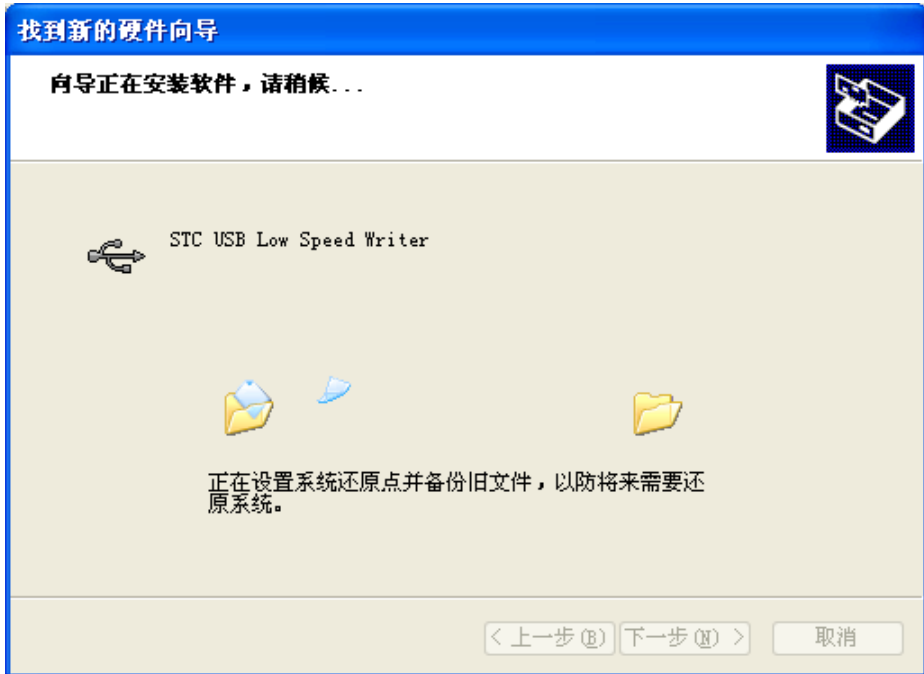 找到新的硬件向导
向导正在安装软件，请稍候...
STC USB Low Speed Writer
正在设置系统还原点并备份旧文件，以防将来需要还
原系统。
< 上一步(B) 下一步(N) > 取消